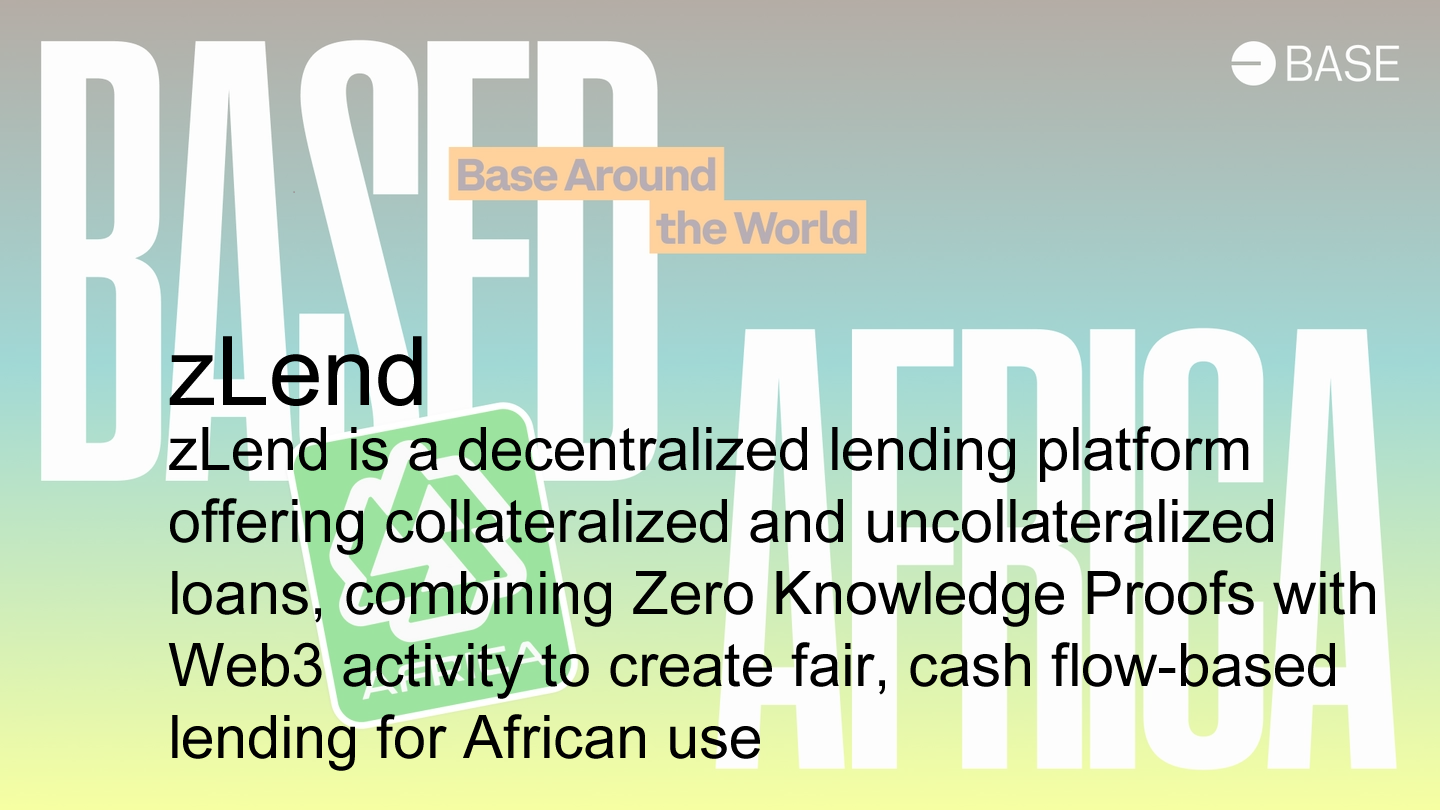 BASED
BASE
Base Around
the World
AFRICA
zLend
zLend is a decentralized lending platform
offering collateralized and uncollateralized
loans, combining Zero Knowledge Proofs with
Web3 activity to create fair, cash flow-based
lending for African use
AFRICA